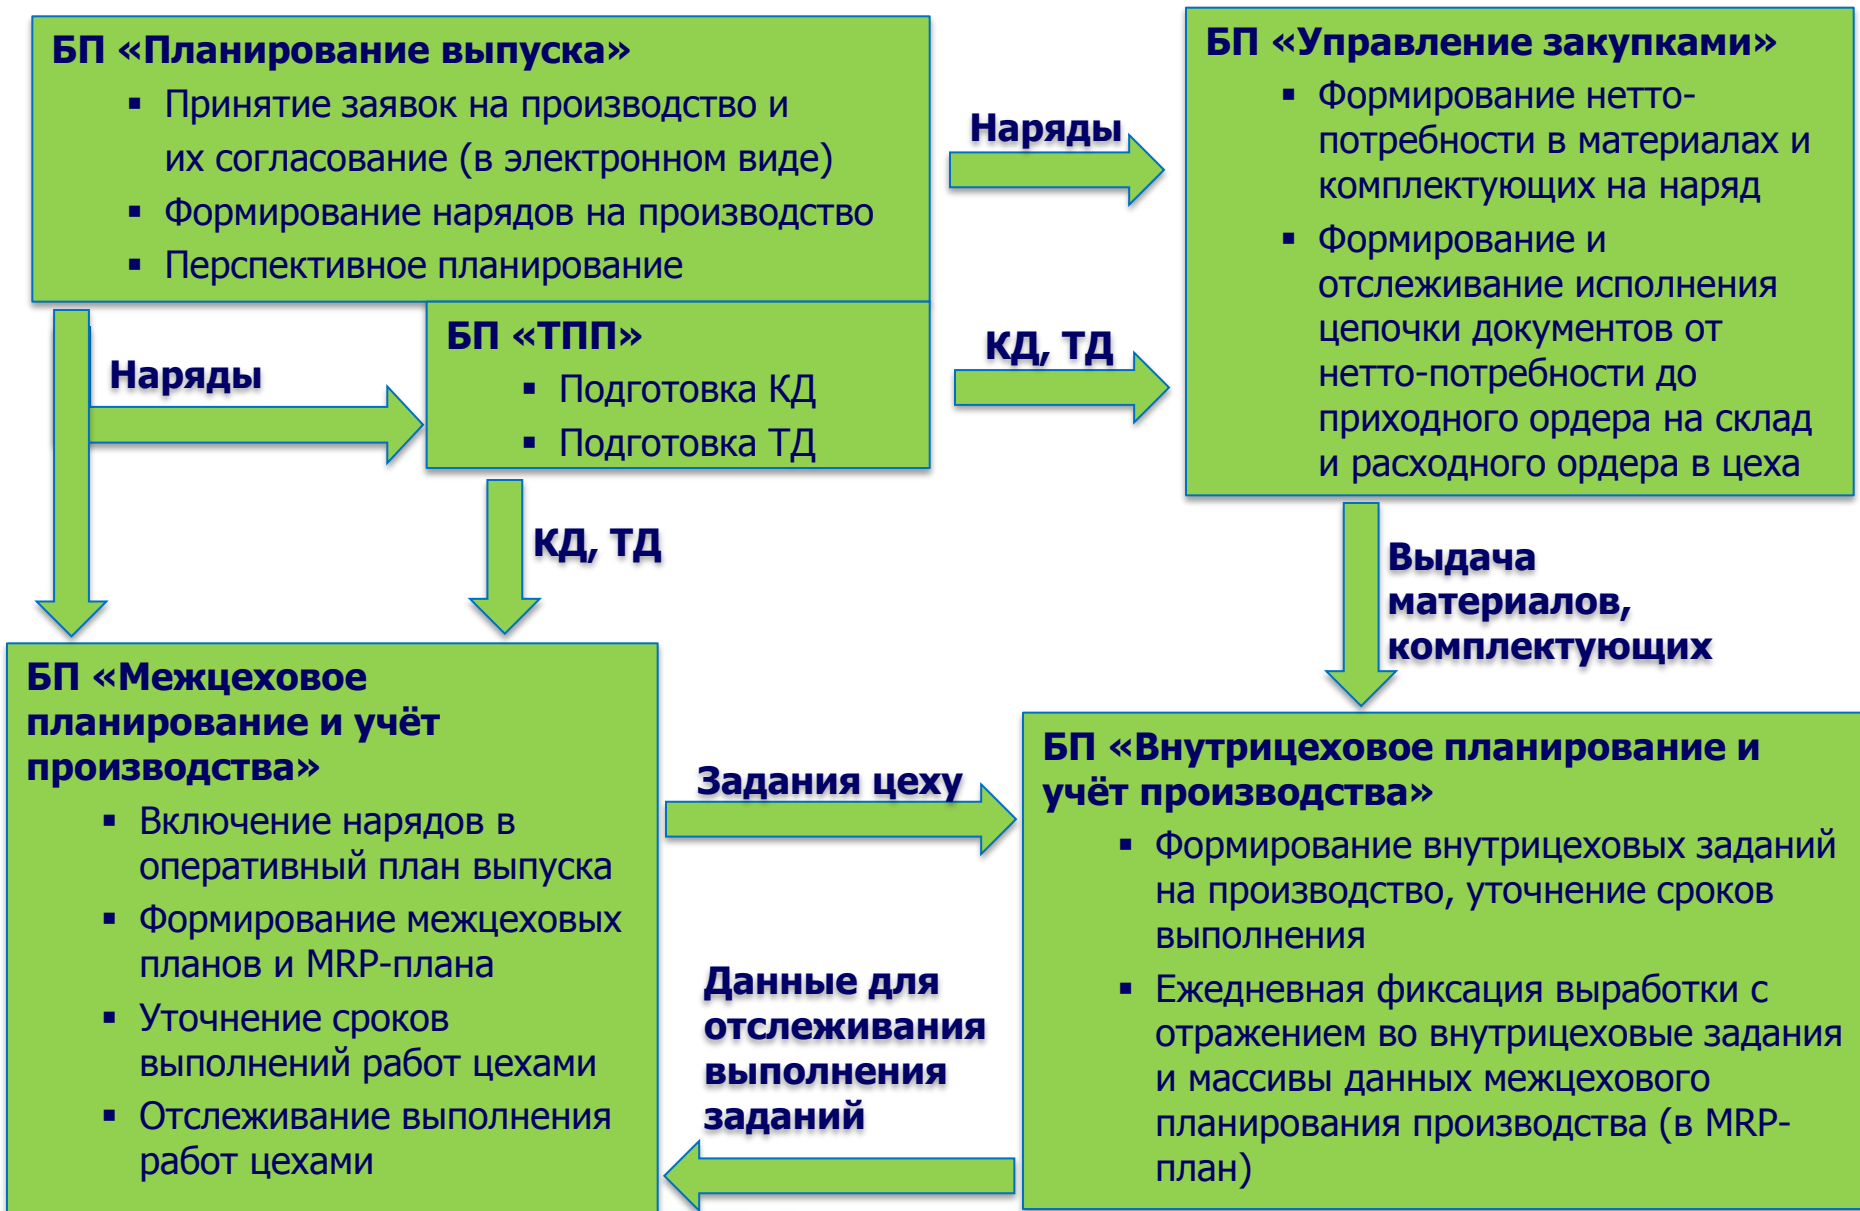 БП «Планирование выпуска»
▪ Принятие заявок на производство и
их согласование (в электронном виде)
▪ Формирование нарядов на производство
▪ Перспективное планирование
Наряды
БП «Управление закупками»
▪ Формирование нетто-
потребности в материалах и
комплектующих на наряд
▪ Формирование и
отслеживание исполнения
цепочки документов от
нетто-потребности до
приходного ордера на склад
и расходного ордера в цеха
Наряды
БП «ТПП»
▪ Подготовка КД
▪ Подготовка ТД
КД, ТД
КД, ТД
Выдача
материалов,
комплектующих
БП «Межцеховое
планирование и учёт
производства»
▪ Включение нарядов в
оперативный план выпуска
▪ Формирование межцеховых
планов и MRP-плана
▪ Уточнение сроков
выполнений работ цехами
▪ Отслеживание выполнения
работ цехами
Задания цеху
Данные для
отслеживания
выполнения
заданий
БП «Внутрицеховое планирование и
учёт производства»
▪ Формирование внутрицеховых заданий
на производство, уточнение сроков
выполнения
▪ Ежедневная фиксация выработки с
отражением во внутрицеховые задания
и массивы данных межцехового
планирования производства (в MRP-
план)